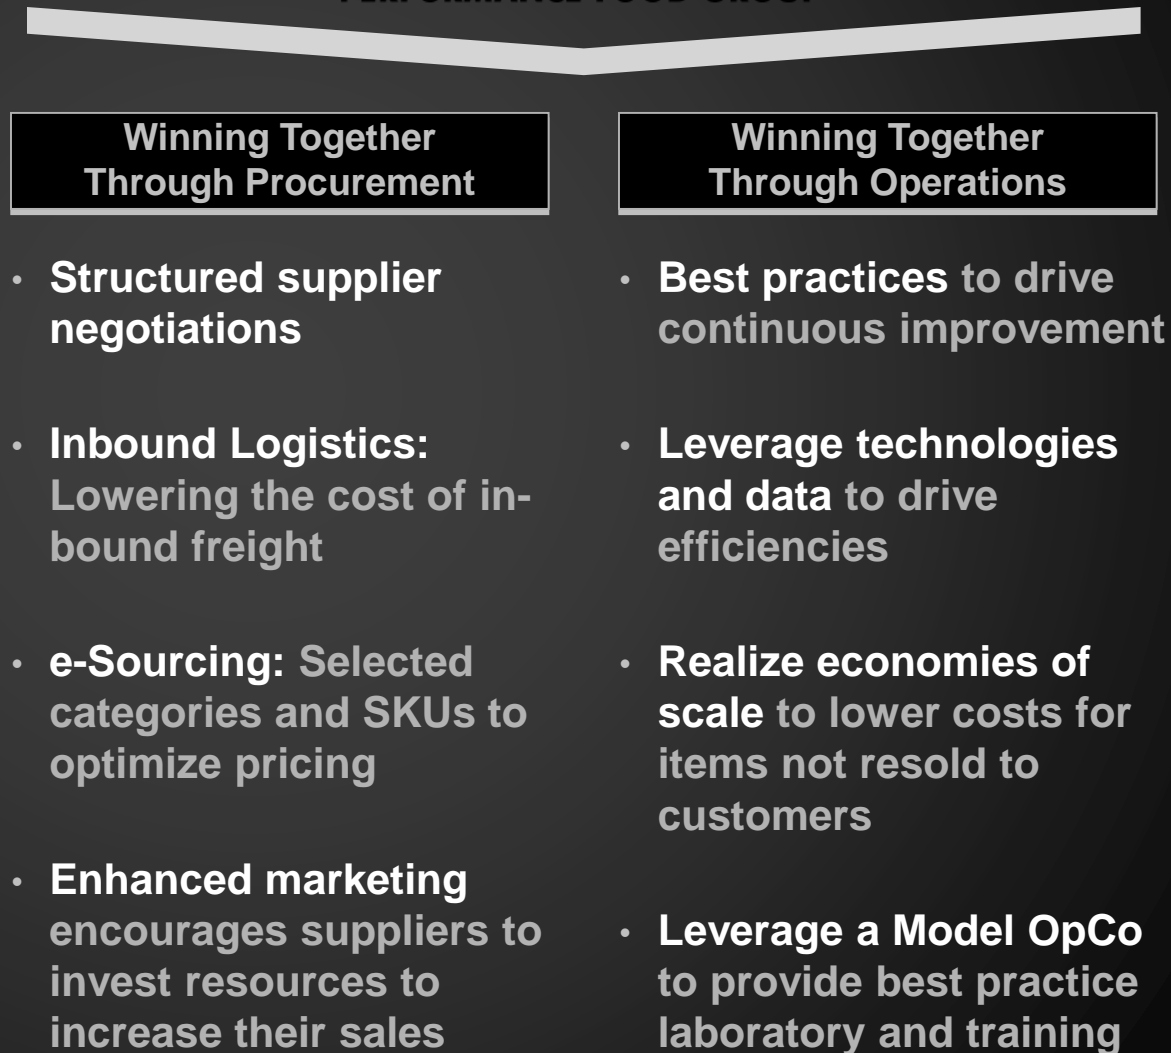 PERFORMANCE FOOD GROUP
Winning Together
Through Procurement
• Structured supplier
negotiations
• Inbound Logistics:
Lowering the cost of in-
bound freight
• e-Sourcing: Selected
categories and SKUs to
optimize pricing
• Enhanced marketing
encourages suppliers to
invest resources to
increase their sales
Winning Together
Through Operations
• Best practices to drive
continuous improvement
• Leverage technologies
and data to drive
efficiencies
• Realize economies of
scale to lower costs for
items not resold to
customers
• Leverage a Model OpCo
to provide best practice
laboratory and training